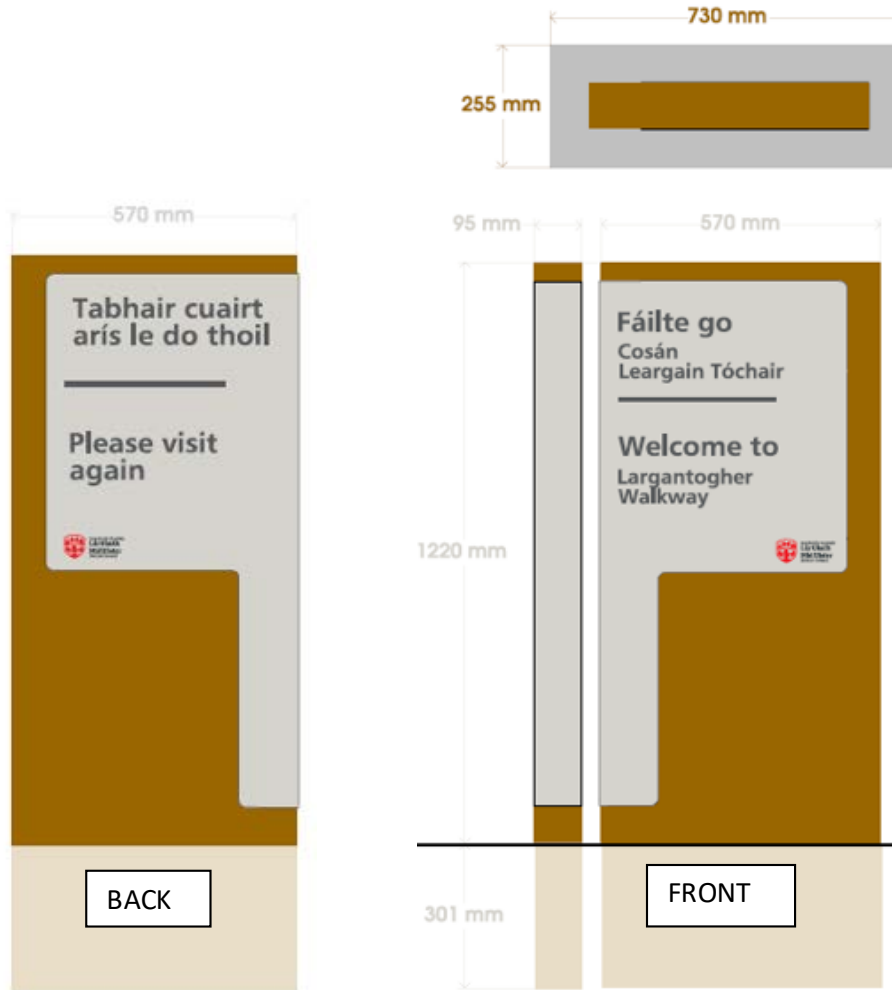 730 mm
255 mm
570 mm
95 mm
570 mm
Tabhair cuairt
arís le do thoil
Please visit
again
Fáilte go
Cosán
Leargain Tóchair
Welcome to
Largantogher
Walkway
1220 mm
301 mm
BACK
FRONT